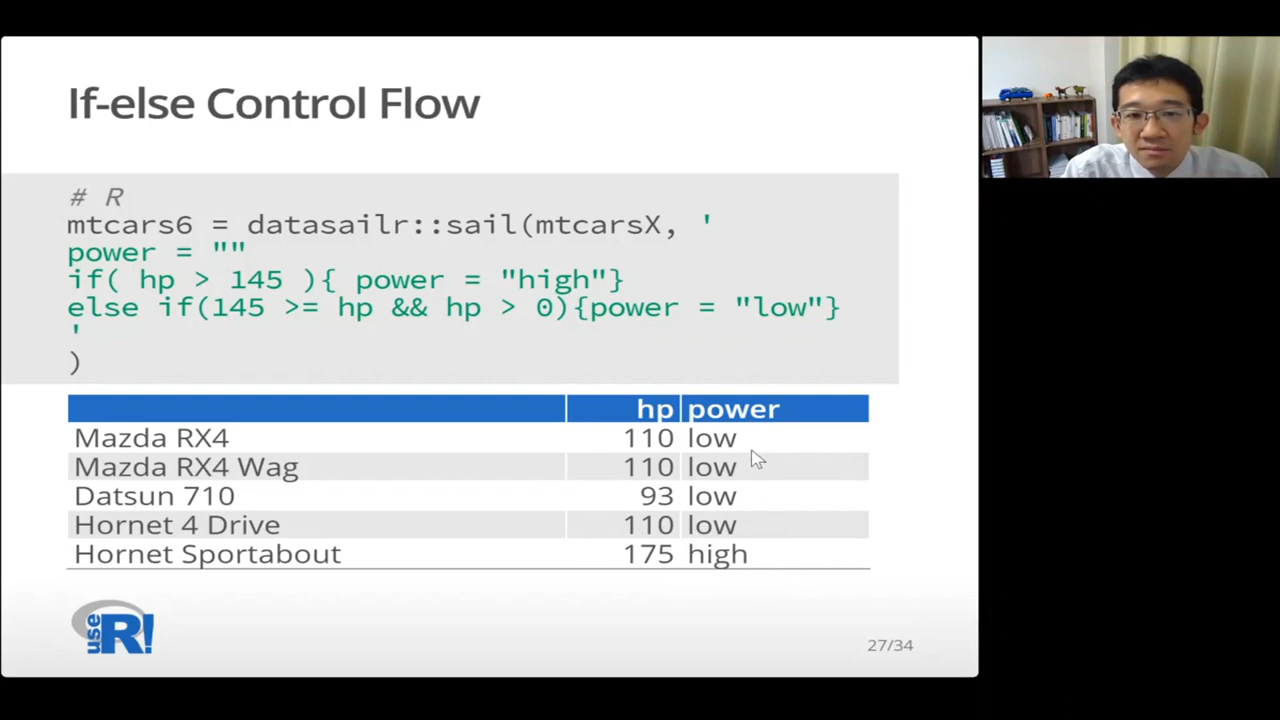 If-else Control Flow
# R
mtcars6 = datasailr::sail(mtcarsX, '
power = ""
if( hp > 145 ){ power = "high"}
else if(145 >= hp && hp > 0){power = "low"}
'
)
hp power
Mazda RX4 110 low
Mazda RX4 Wag 110 low
Datsun 710 93 low
Hornet 4 Drive 110 low
Hornet Sportabout 175 high
use R!
27/34